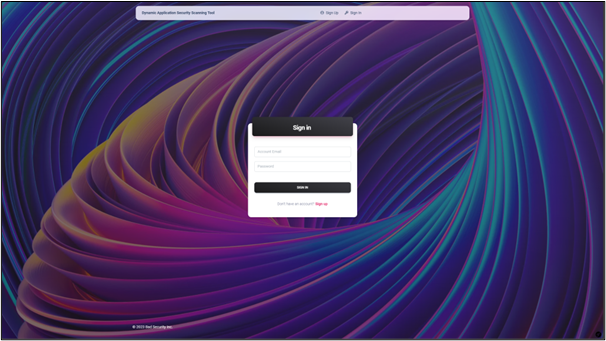 Dynamic Application Security Scanning Tool
Sign Up
Sign In
Sign in
Account Email
Password
SIGN IN
Don't have an account? Sign up
© 2023 Red Security Inc.